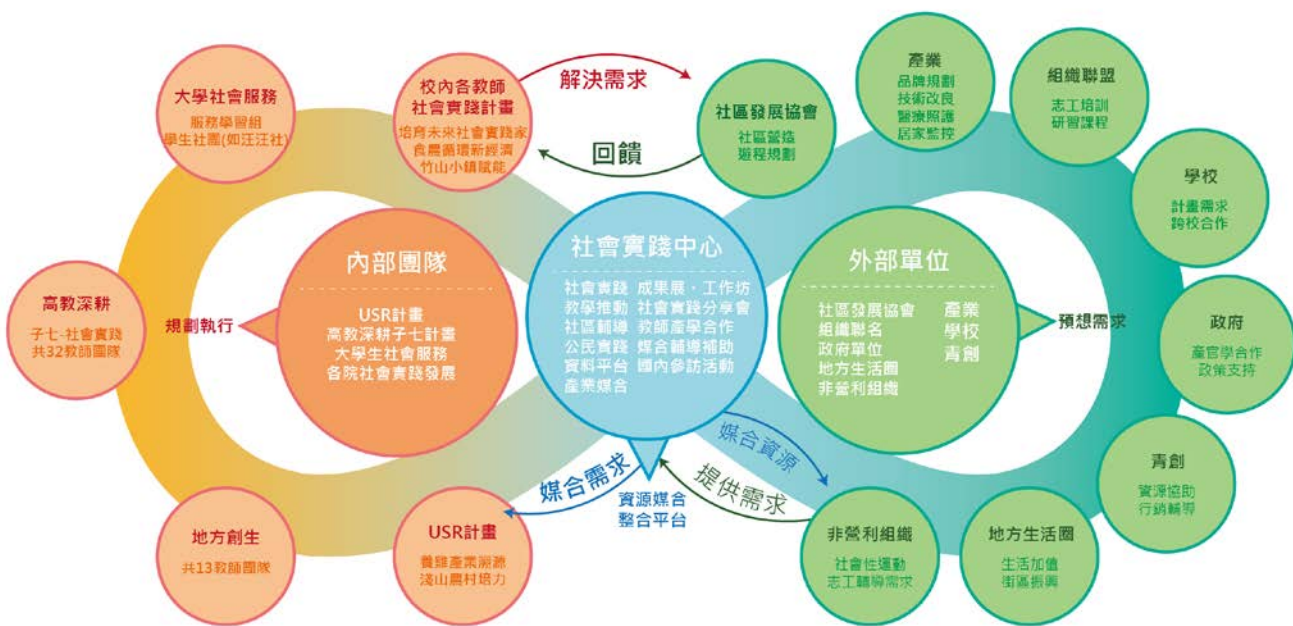 大學社會服務
服務學習組
學生社團(如汪汪社)
校內各教師
社會實踐計畫
培育未來社會實踐家
食農循環新經濟
竹山小鎮賦能
解決需求
回饋
社區發展協會
社區營造
遊程規劃
產業
品牌規劃
技術改良
醫療照護
居家監控
組織聯盟
志工培訓
研習課程
學校
計畫需求
跨校合作
高教深耕
子七-社會實踐
共32教師團隊
規劃執行
內部團隊
USR計畫
高教深耕子七計畫
大學生社會服務
各院社會實踐發展
社會實踐中心
社會實踐 成果展・工作坊
教學推動 社會實踐分享會
社區輔導 教師產學合作
公民實踐 媒合輔導補助
資料平台 國內參訪活動
產業媒合
外部單位
社區發展協會
組織聯名
政府單位
地方生活圈
非營利組織
產業
學校
青創
預想需求
政府
產官學合作
政策支持
媒合需求
資源媒合
整合平台
提供需求
媒合資源
地方創生
共13教師團隊
USR計畫
養雞產業溯源
淺山農村培力
非營利組織
社會性運動
志工輔導需求
地方生活圈
生活加值
街區振興
青創
資源協助
行銷輔導